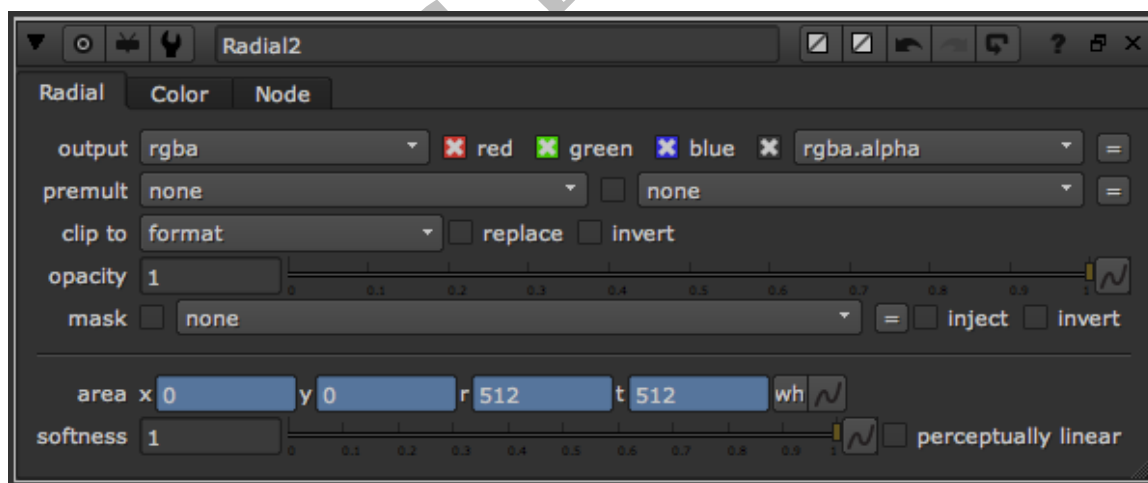 Radial2 ?
Radial Color Node
output rgba red green blue rgba.alpha =
premult none none =
clip to format replace invert
opacity 1 0 0.1 0.2 0.3 0.4 0.5 0.6 0.7 0.8 0.9 1
mask none = inject invert
area x 0 y 0 r 512 t 512 wh
softness 1 0 0.1 0.2 0.3 0.4 0.5 0.6 0.7 0.8 0.9 1 perceptually linear